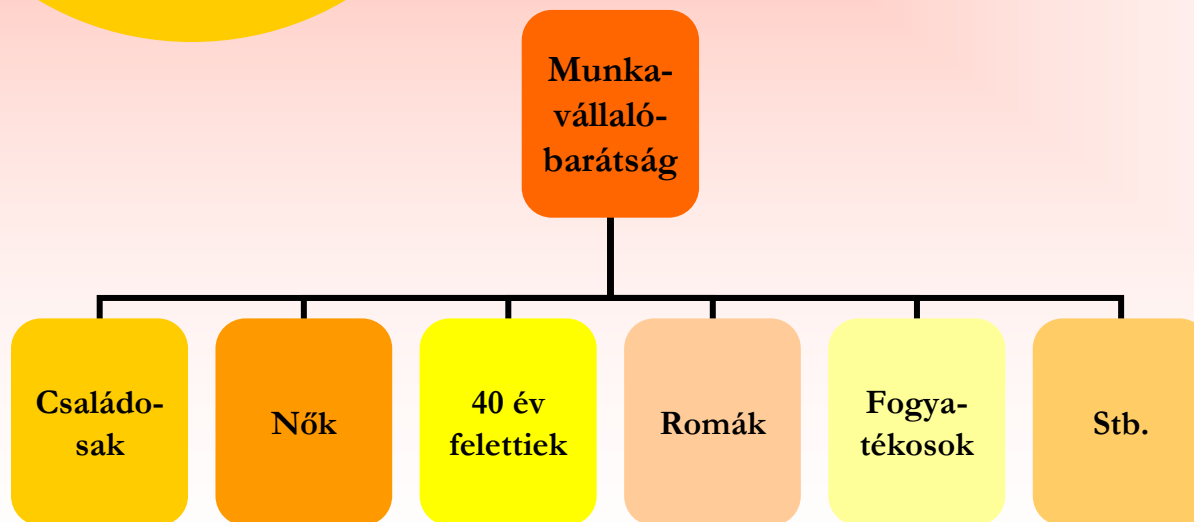 Munka-
vállaló-
barátság
Családo-
sak
Nők
40 év
felettiek
Romák
Fogya-
tékosok
Stb.